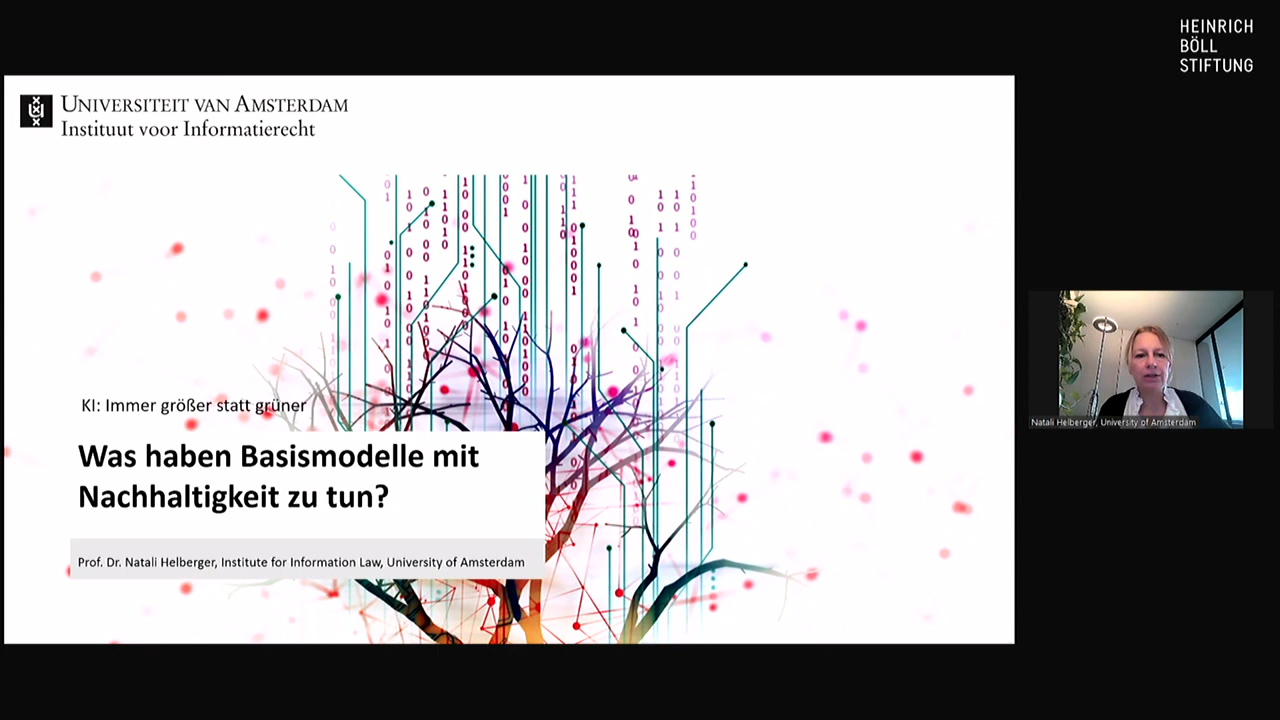 HEINRICH
BÖLL
STIFTUNG
UNIVERSITEIT VAN AMSTERDAM
Instituut voor Informatierecht
KI: Immer größer statt grüner
Was haben Basismodelle mit
Nachhaltigkeit zu tun?
Prof. Dr. Natali Helberger, Institute for Information Law, University of Amsterdam
Natali Helberger, University of Amsterdam